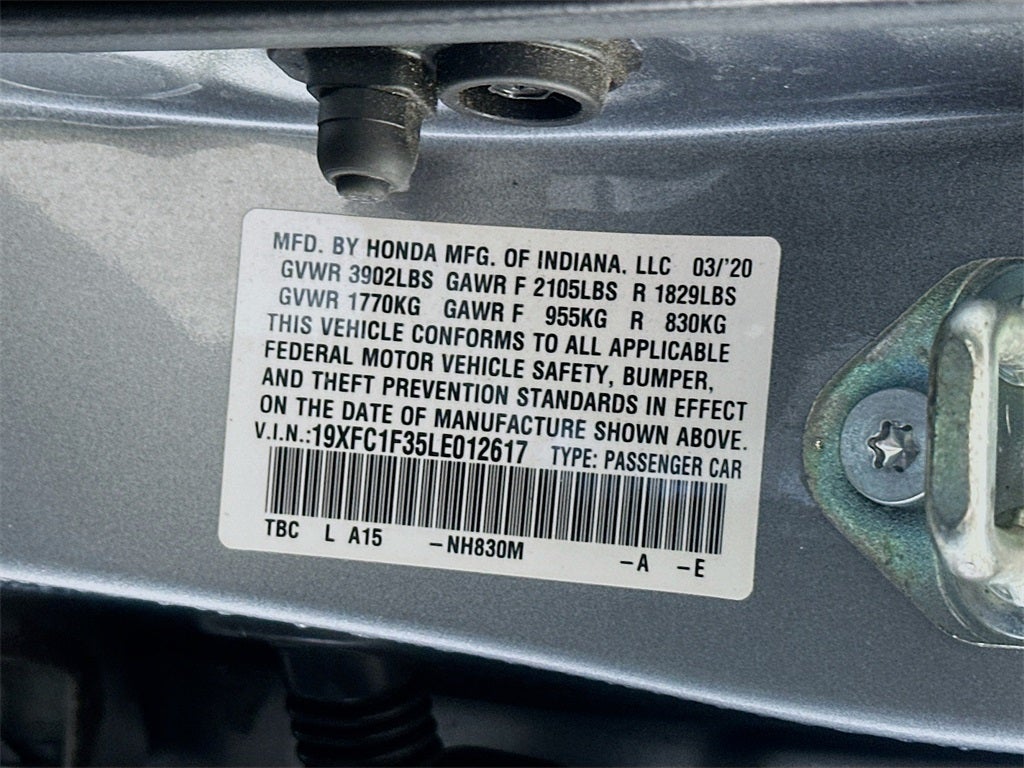 MFD. BY HONDA MFG. OF INDIANA. LLC 03/'20
GVWR 3902LBS GAWR F 2105LBS R 1829LBS
GVWR 1770KG GAWR F 955KG R 830KG
THIS VEHICLE CONFORMS TO ALL APPLICABLE
FEDERAL MOTOR VEHICLE SAFETY, BUMPER,
AND THEFT PREVENTION STANDARDS IN EFFECT
ON THE DATE OF MANUFACTURE SHOWN ABOVE.
V.I.N.:19XFC1F35LE012617 TYPE: PASSENGER CAR
TBC L A15 -NH830M -A -E